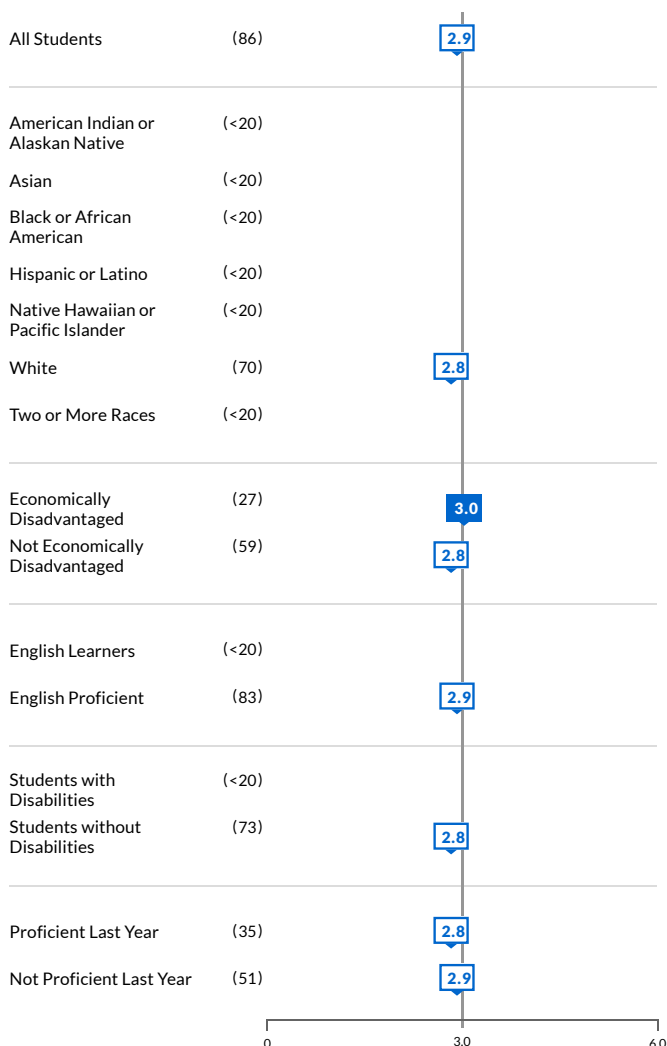 All Students (86) 2.9
American Indian or (<20)
Alaskan Native
Asian (<20)
Black or African (<20)
American
Hispanic or Latino (<20)
Native Hawaiian or (<20)
Pacific Islander
White (70) 2.8
Two or More Races (<20)
Economically (27) 3.0
Disadvantaged
Not Economically (59) 2.8
Disadvantaged
English Learners (<20)
English Proficient (83) 2.9
Students with (<20)
Disabilities
Students without (73) 2.8
Disabilities
Proficient Last Year (35) 2.8
Not Proficient Last Year (51) 2.9
0 3.0 6.0